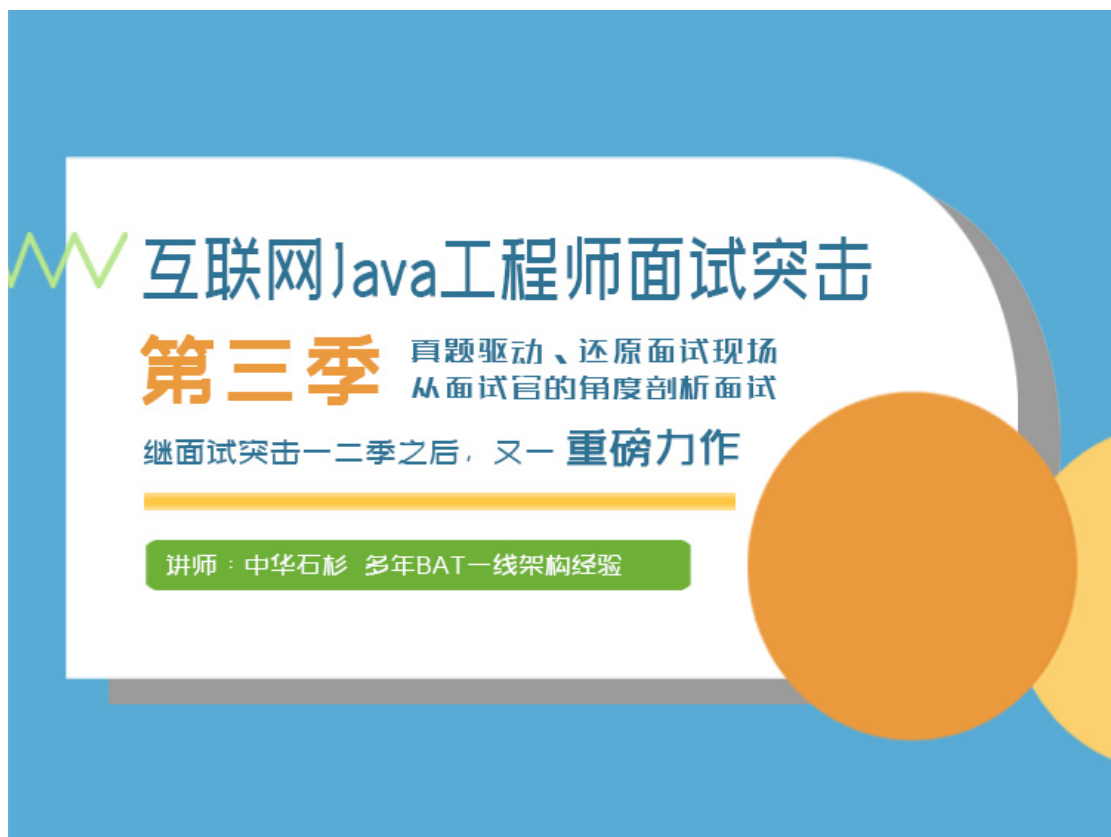 互联网Java工程师面试突击
第三季
真题驱动、还原面试现场
从面试官的角度剖析面试
继面试突击一二季之后，又一 重磅力作
讲师：中华石杉 多年BAT一线架构经验